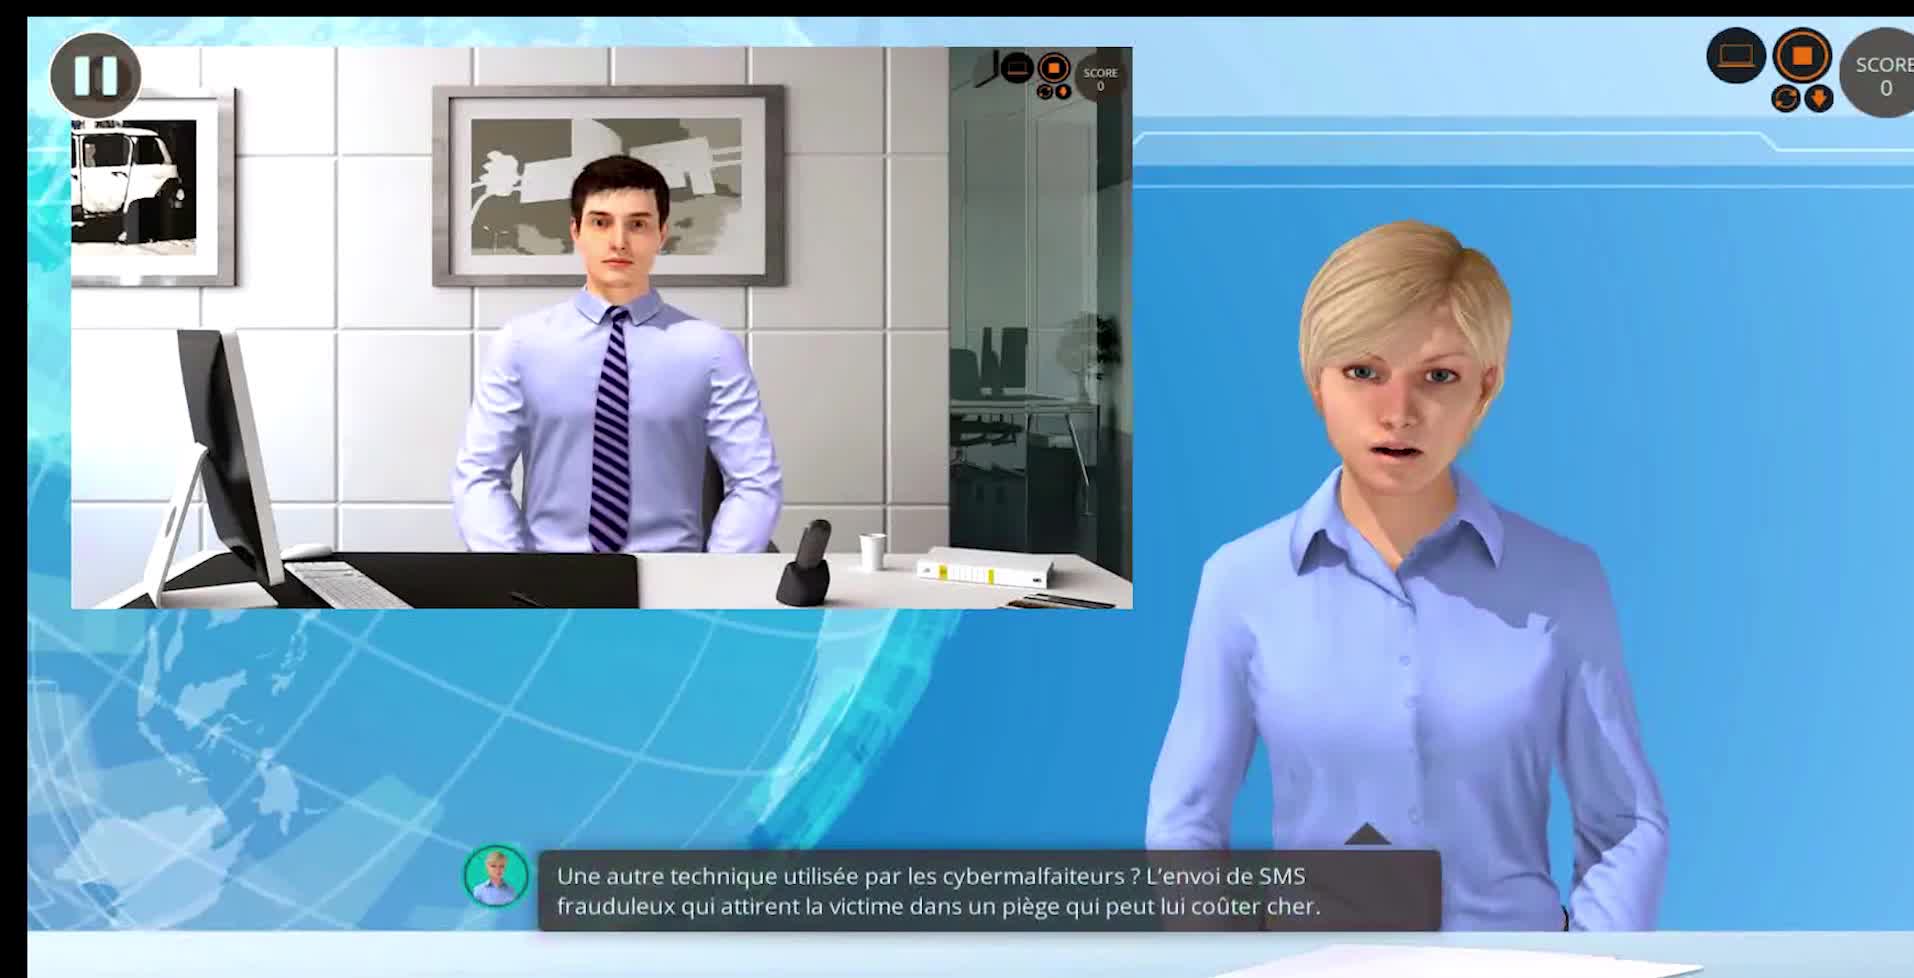 SCORE
0
SCORE
0
Une autre technique utilisée par les cybermalfaiteurs ? L'envoi de SMS
frauduleux qui attirent la victime dans un piège qui peut lui coûter cher.